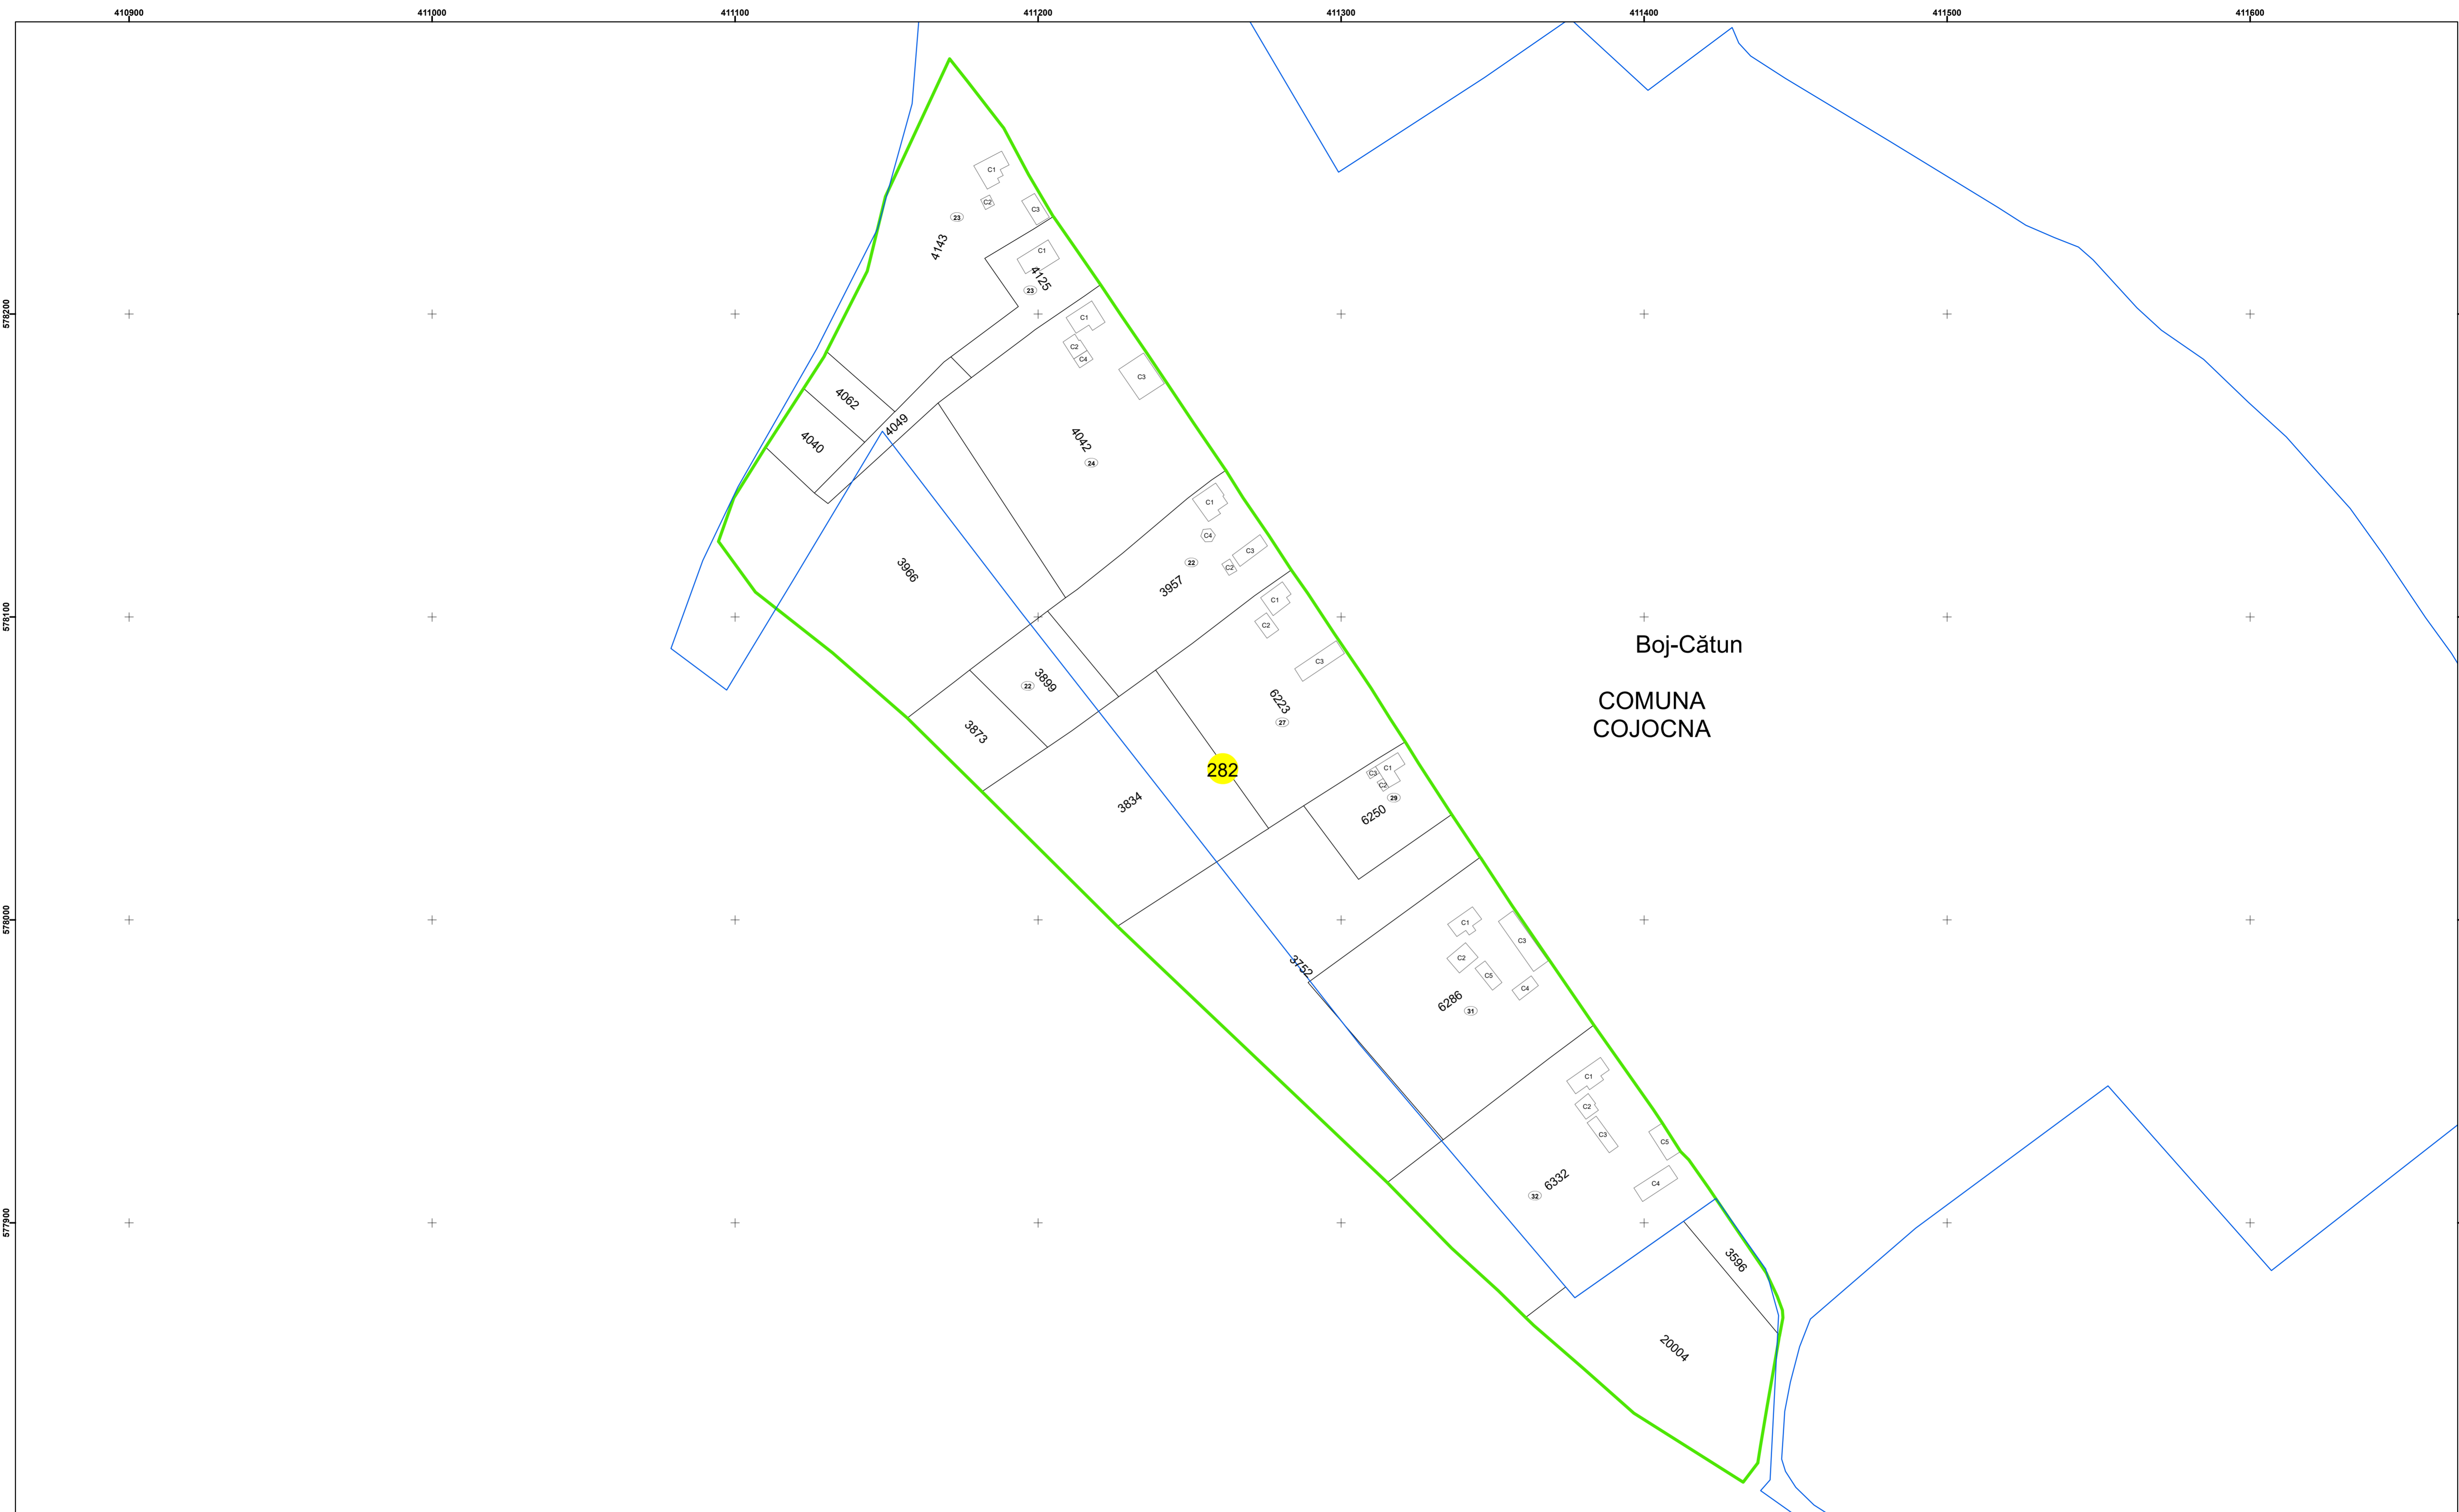 410900
411000
411100
411200
411300
411400
411500
411600
578200
578100
578000
577900
C1
C2
C3
23
4143
C1
4125
23
C1
C2
C4
C3
4062
4040
4049
4042
24
C1
C4
C3
C2
22
3957
3966
C1
C2
C3
3899
22
3873
6223
27
282
3834
C1
C3
C2
29
6250
Boj-Cătun
COMUNA
COJOCNA
C1
C3
C2
C5
C4
3752
6286
31
C1
C2
C3
C5
C4
6332
32
3596
20004